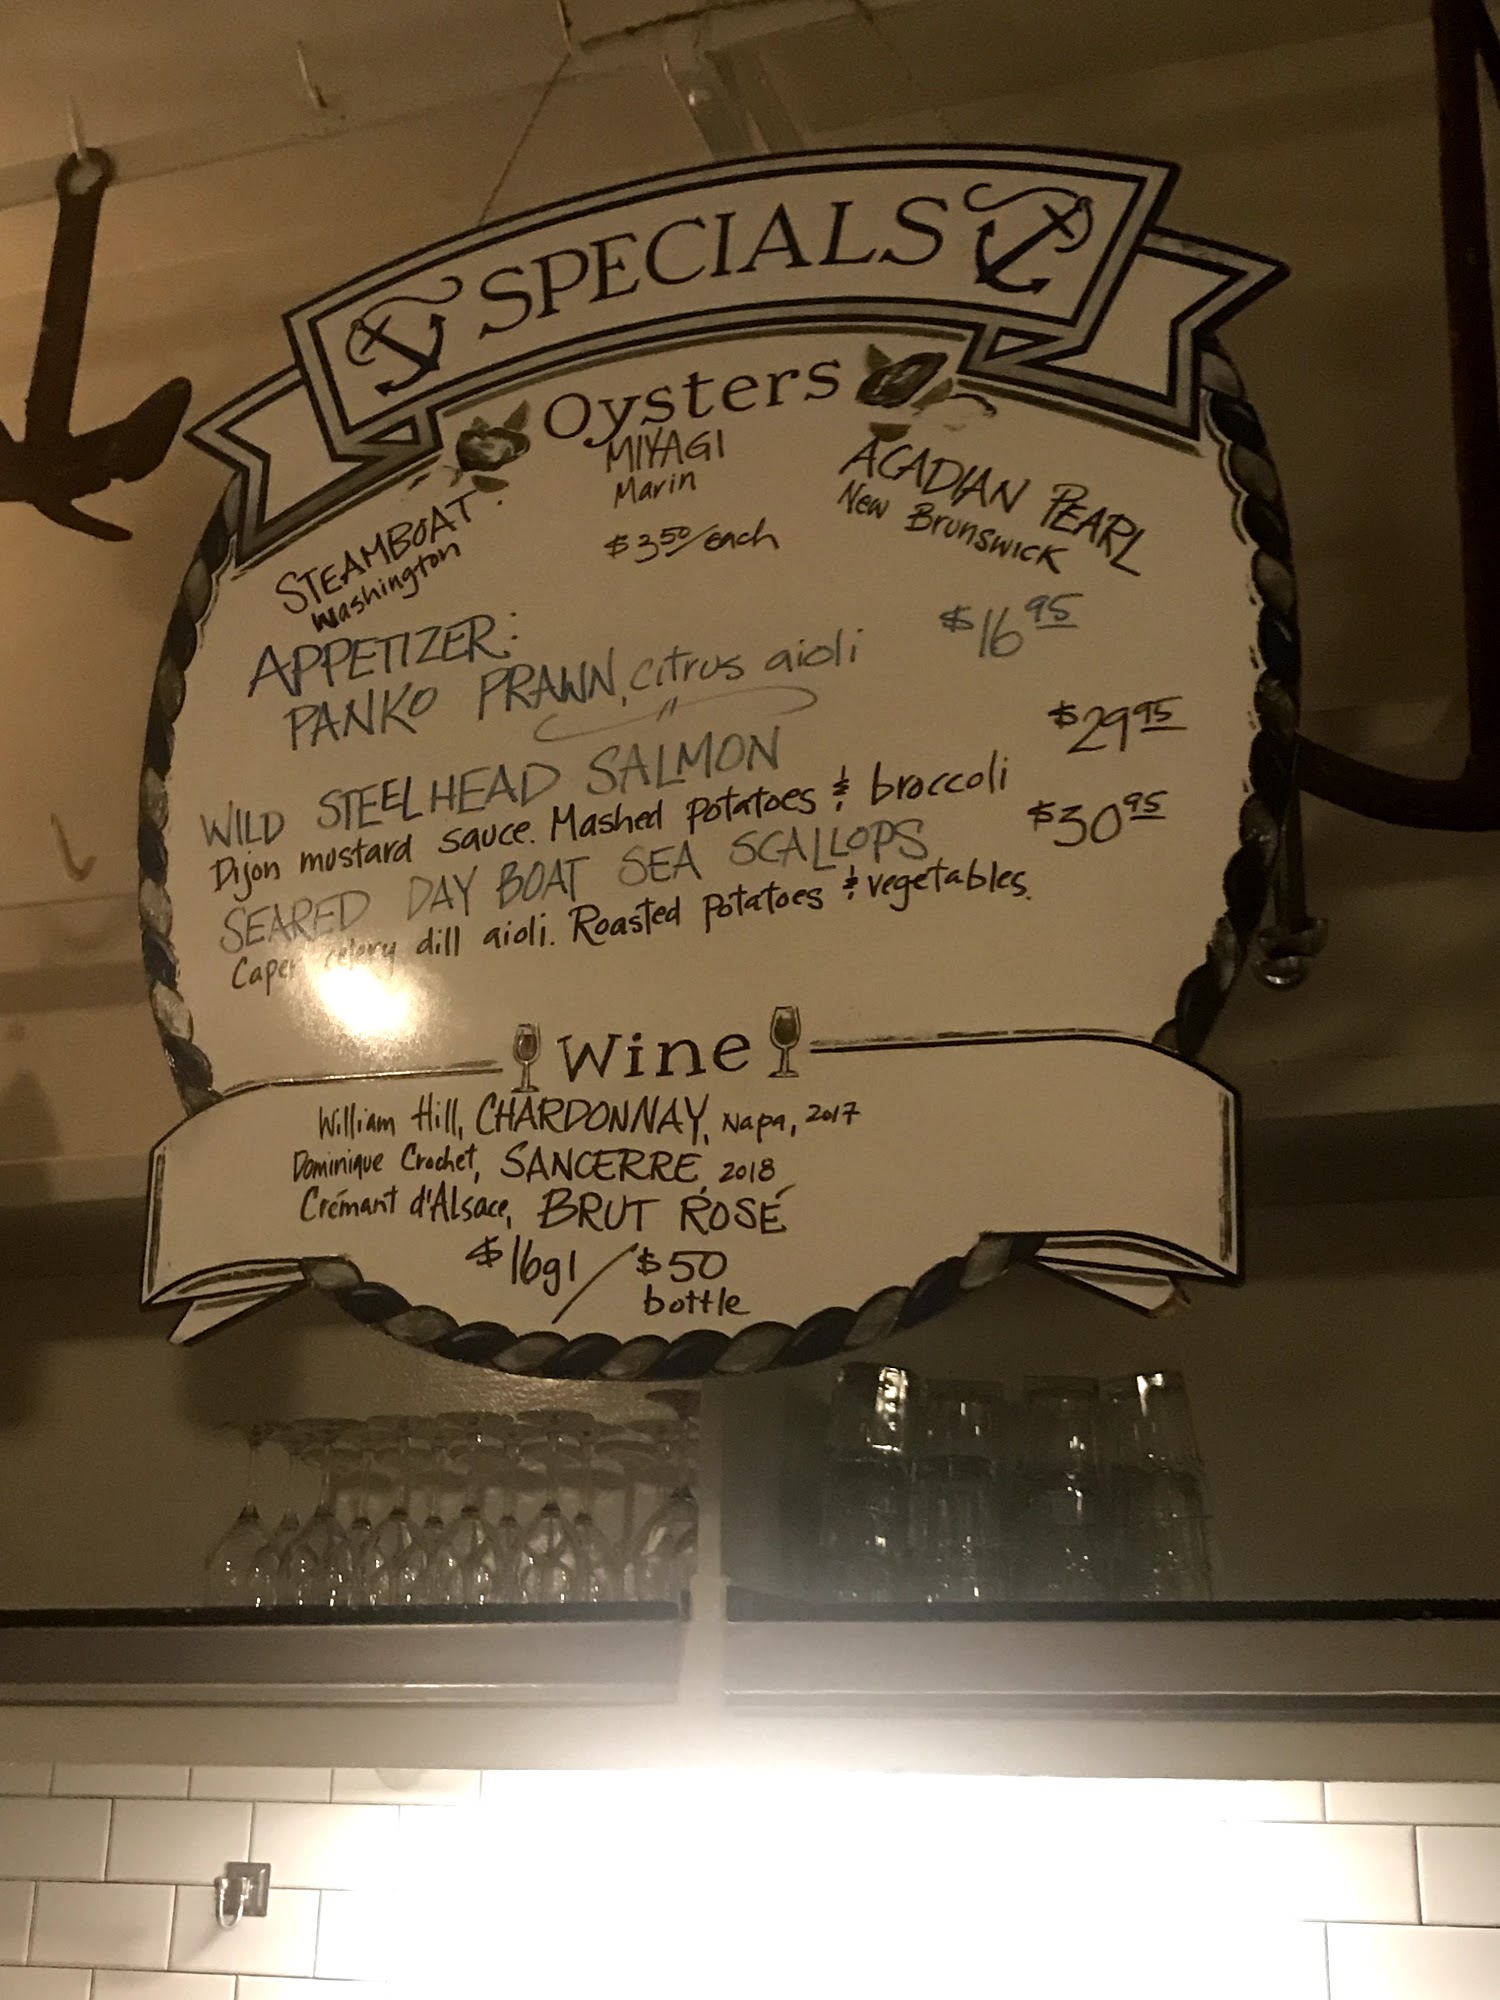 SPECIALS
Oysters
STEAMBOAT
Washington
MIYAGI
Marin
$3.50/each
ACADIAN PEARL
New Brunswick
APPETIZER:
PANKO PRAWN, citrus aioli $16.95
WILD STEELHEAD SALMON $29.95
Dijon mustard sauce. Mashed potatoes & broccoli
SEARED DAY BOAT SEA SCALLOPS $30.95
Caper celery dill aioli. Roasted potatoes & vegetables.
Wine
William Hill, CHARDONNAY, Napa, 2017
Dominique Crochet, SANCERRE, 2018
Crémant d'Alsace, BRUT ROSÉ
$16gl / $50
bottle